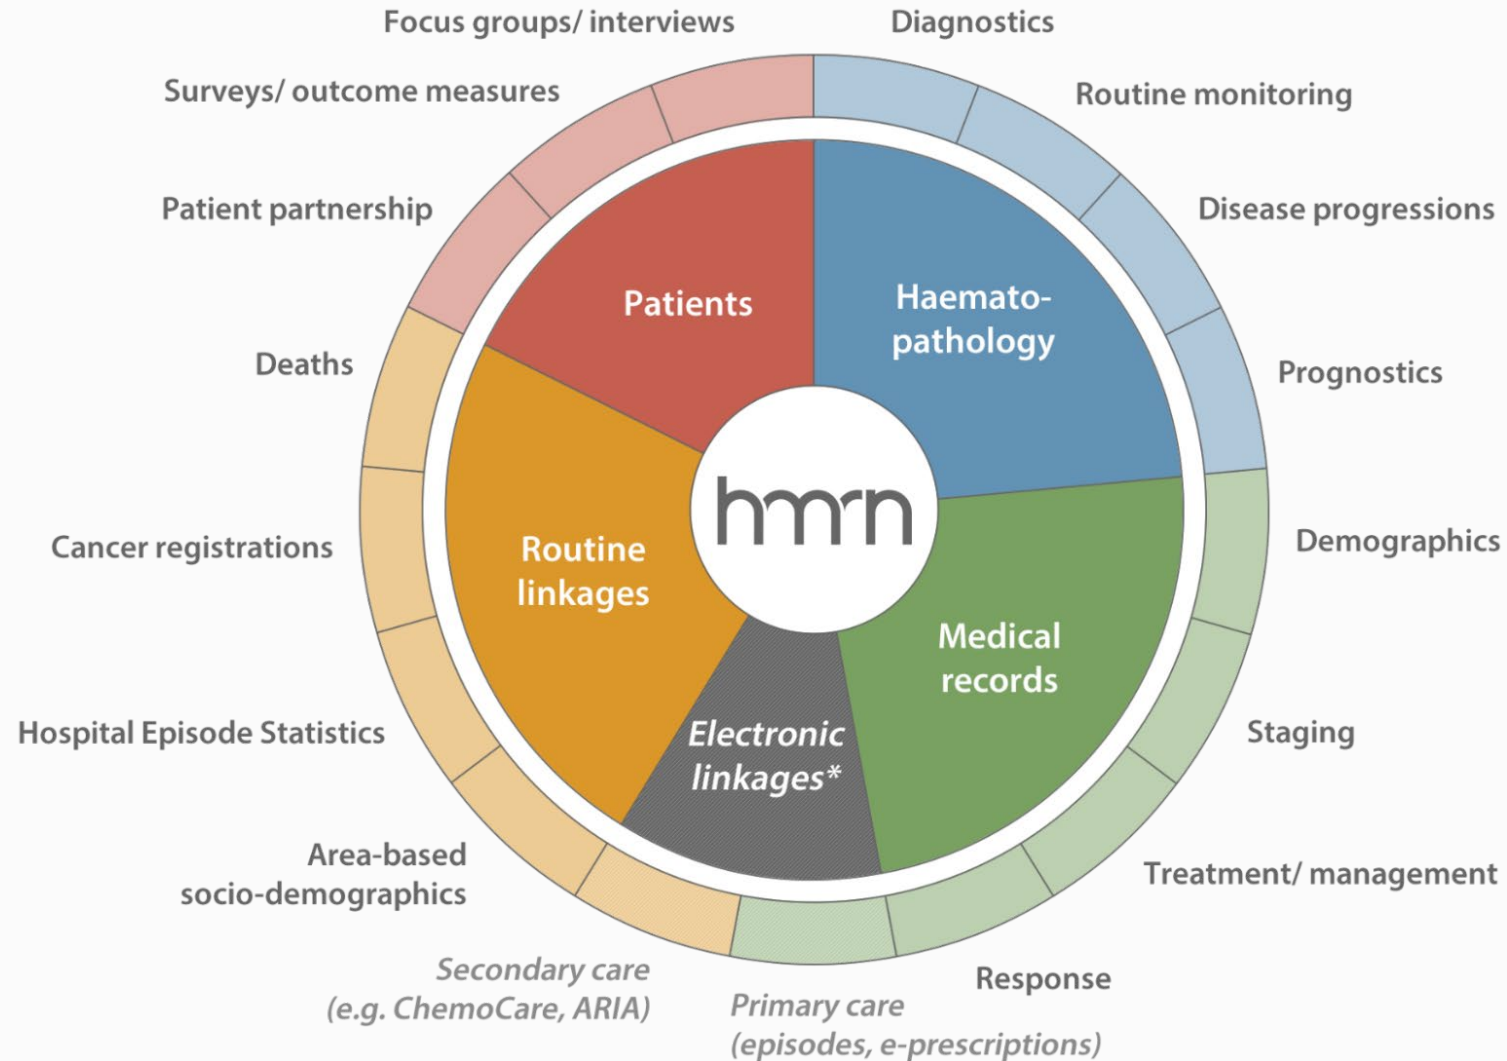 Focus groups/ interviews
Diagnostics
Surveys/ outcome measures
Routine monitoring
Patient partnership
Disease progressions
Patients
Haemato-
pathology
Deaths
Prognostics
hmrn
Cancer registrations
Routine
linkages
Demographics
Medical
records
Hospital Episode Statistics
Electronic
linkages*
Staging
Area-based
socio-demographics
Treatment/ management
Secondary care
(e.g. ChemoCare, ARIA)
Primary care
(episodes, e-prescriptions)
Response